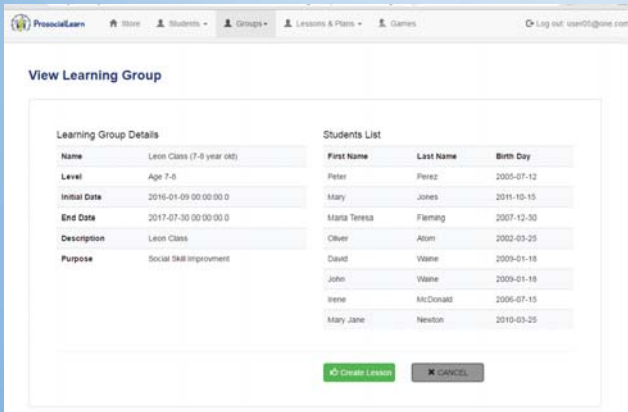 ProsocialLearn Store Students Groups Lessons & Plans Games Log out: user05@one.com
View Learning Group
Learning Group Details
Name Leon Class (7-8 year old)
Level Age 7-8
Initial Date 2016-01-09 00:00:00.0
End Date 2017-07-30 00:00:00.0
Description Leon Class
Purpose Social Skill Improvment
Students List
First Name Last Name Birth Day
Peter Perez 2005-07-12
Mary Jones 2011-10-15
Maria Teresa Fleming 2007-12-30
Oliver Atom 2002-03-25
David Waine 2009-01-18
John Waine 2009-01-18
Irene McDonald 2006-07-15
Mary Jane Newton 2010-03-25
Create Lesson CANCEL